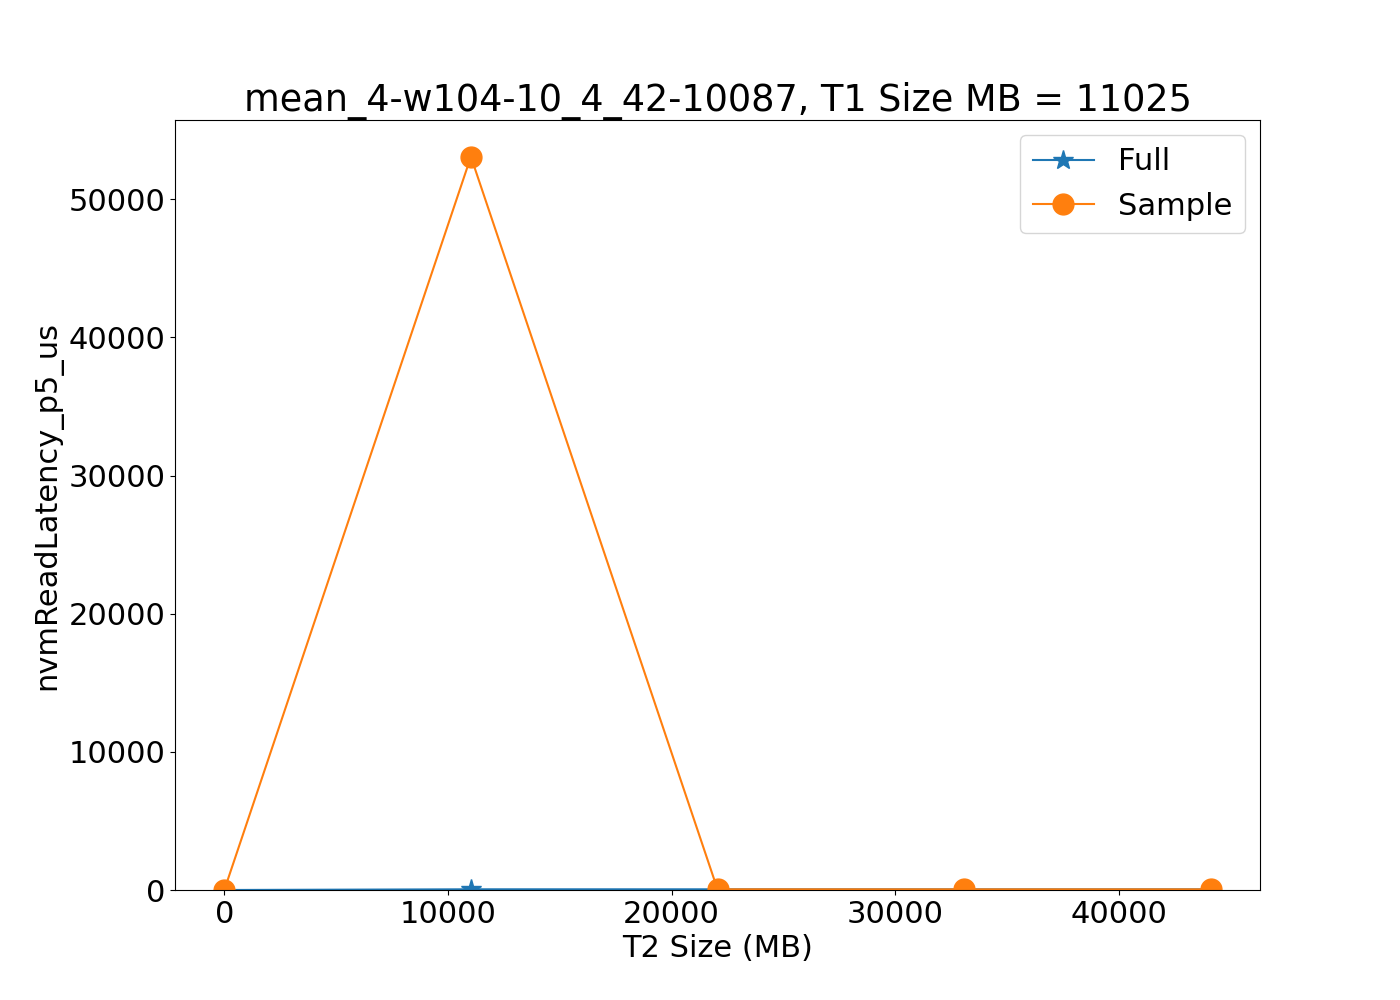 mean_4-w104-10_4_42-10087, T1 Size MB = 11025
Full
Sample
nvmReadLatency_p5_us
50000
40000
30000
20000
10000
0
0 10000 20000 30000 40000
T2 Size (MB)